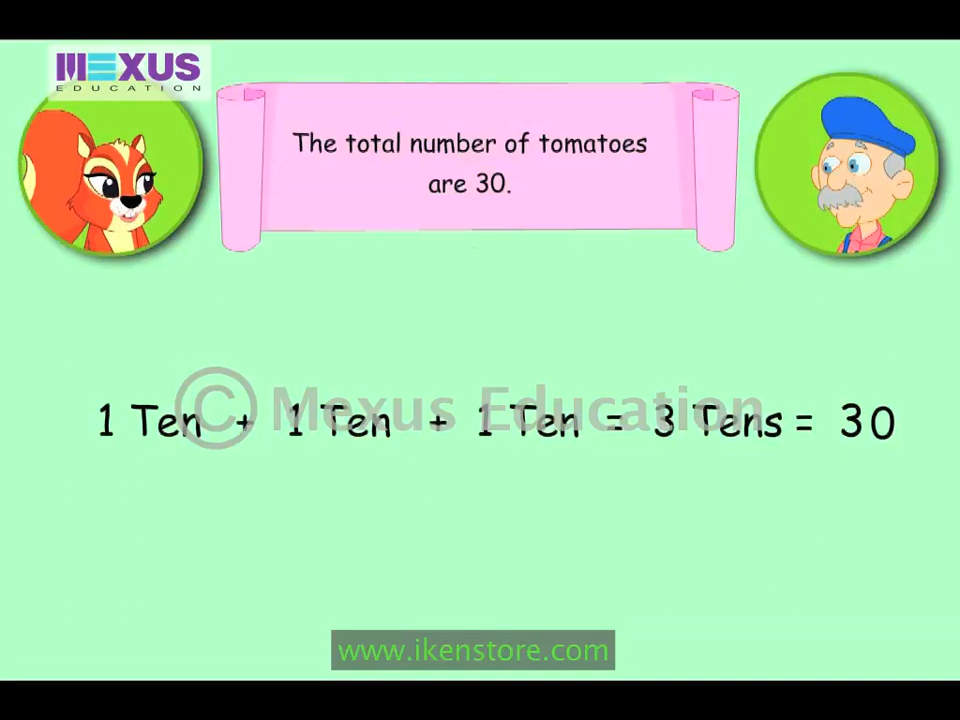 MEXUS
EDUCATION
The total number of tomatoes
are 30.
1 Ten + 1 Ten + 1 Ten = 3 Tens = 30
© Mexus Education
www.ikenstore.com